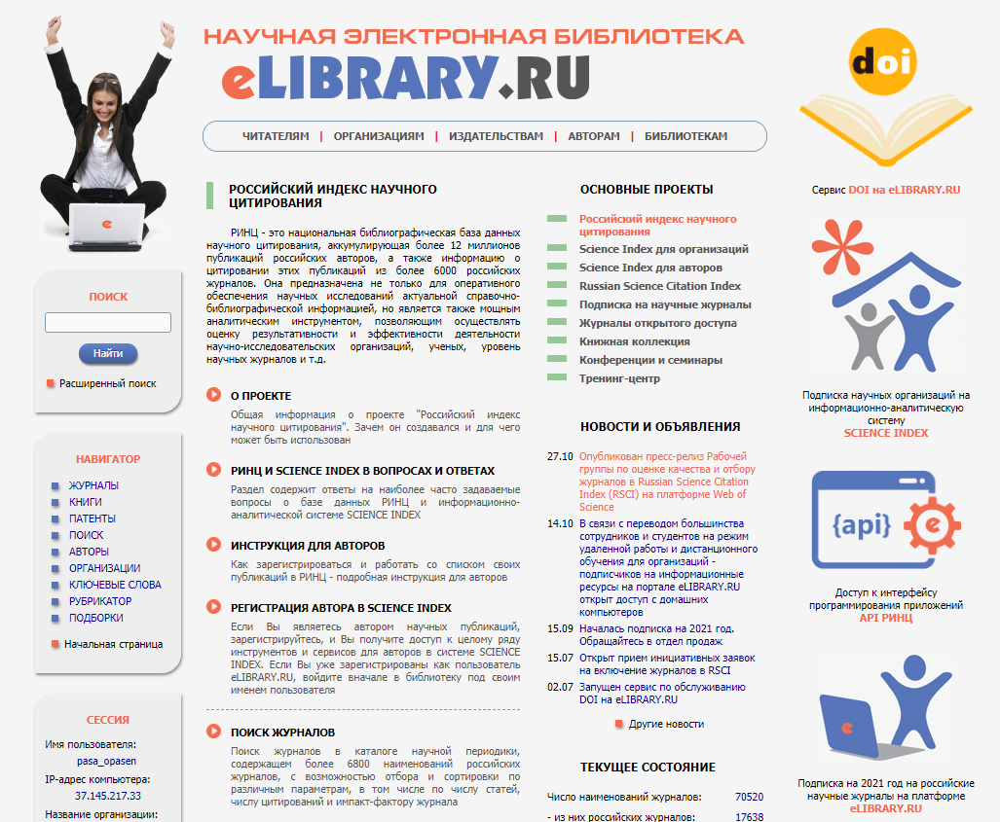 НАУЧНАЯ ЭЛЕКТРОННАЯ БИБЛИОТЕКА
eLIBRARY.RU
ЧИТАТЕЛЯМ | ОРГАНИЗАЦИЯМ | ИЗДАТЕЛЬСТВАМ | АВТОРАМ | БИБЛИОТЕКАМ
e
ПОИСК
Найти
Расширенный поиск
НАВИГАТОР
ЖУРНАЛЫ
КНИГИ
ПАТЕНТЫ
ПОИСК
АВТОРЫ
ОРГАНИЗАЦИИ
КЛЮЧЕВЫЕ СЛОВА
РУБРИКАТОР
ПОДБОРКИ
Начальная страница
СЕССИЯ
Имя пользователя:
pasa_opasen
IP-адрес компьютера:
37.145.217.33
Название организации:
РОССИЙСКИЙ ИНДЕКС НАУЧНОГО
ЦИТИРОВАНИЯ
РИНЦ - это национальная библиографическая база данных
научного цитирования, аккумулирующая более 12 миллионов
публикаций российских авторов, а также информацию о
цитировании этих публикаций из более 6000 российских
журналов. Она предназначена не только для оперативного
обеспечения научных исследований актуальной справочно-
библиографической информацией, но является также мощным
аналитическим инструментом, позволяющим осуществлять
оценку результативности и эффективности деятельности
научно-исследовательских организаций, ученых, уровень
научных журналов и т.д.
О ПРОЕКТЕ
Общая информация о проекте "Российский индекс
научного цитирования". Зачем он создавался и для чего
может быть использован
РИНЦ И SCIENCE INDEX В ВОПРОСАХ И ОТВЕТАХ
Раздел содержит ответы на наиболее часто задаваемые
вопросы о базе данных РИНЦ и информационно-
аналитической системе SCIENCE INDEX
ИНСТРУКЦИЯ ДЛЯ АВТОРОВ
Как зарегистрироваться и работать со списком своих
публикаций в РИНЦ - подробная инструкция для авторов
РЕГИСТРАЦИЯ АВТОРА В SCIENCE INDEX
Если Вы являетесь автором научных публикаций,
зарегистрируйтесь, и Вы получите доступ к целому ряду
инструментов и сервисов для авторов в системе SCIENCE
INDEX. Если Вы уже зарегистрированы как пользователь
eLIBRARY.RU, войдите вначале в библиотеку под своим
именем пользователя
ПОИСК ЖУРНАЛОВ
Поиск журналов в каталоге научной периодики,
содержащем более 6800 наименований российских
журналов, с возможностью отбора и сортировки по
различным параметрам, в том числе по числу статей,
числу цитирований и импакт-фактору журнала
ОСНОВНЫЕ ПРОЕКТЫ
Российский индекс научного
цитирования
Science Index для организаций
Science Index для авторов
Russian Science Citation Index
Подписка на научные журналы
Журналы открытого доступа
Книжная коллекция
Конференции и семинары
Тренинг-центр
НОВОСТИ И ОБЪЯВЛЕНИЯ
27.10 Опубликован пресс-релиз Рабочей
группы по оценке качества и отбору
журналов в Russian Science Citation
Index (RSCI) на платформе Web of
Science
14.10 В связи с переводом большинства
сотрудников и студентов на режим
удаленной работы и дистанционного
обучения для организаций -
подписчиков на информационные
ресурсы на портале eLIBRARY.RU
открыт доступ с домашних
компьютеров
15.09 Началась подписка на 2021 год.
Обращайтесь в отдел продаж
15.07 Открыт прием инициативных заявок
на включение журналов в RSCI
02.07 Запущен сервис по обслуживанию
DOI на eLIBRARY.RU
Другие новости
ТЕКУЩЕЕ СОСТОЯНИЕ
Число наименований журналов: 70520
- из них российских журналов: 17638
doi
Сервис DOI на eLIBRARY.RU
Подписка научных организаций на
информационно-аналитическую
систему
SCIENCE INDEX
{api} e
Доступ к интерфейсу
программирования приложений
API РИНЦ
e
Подписка на 2021 год на российские
научные журналы на платформе
eLIBRARY.RU